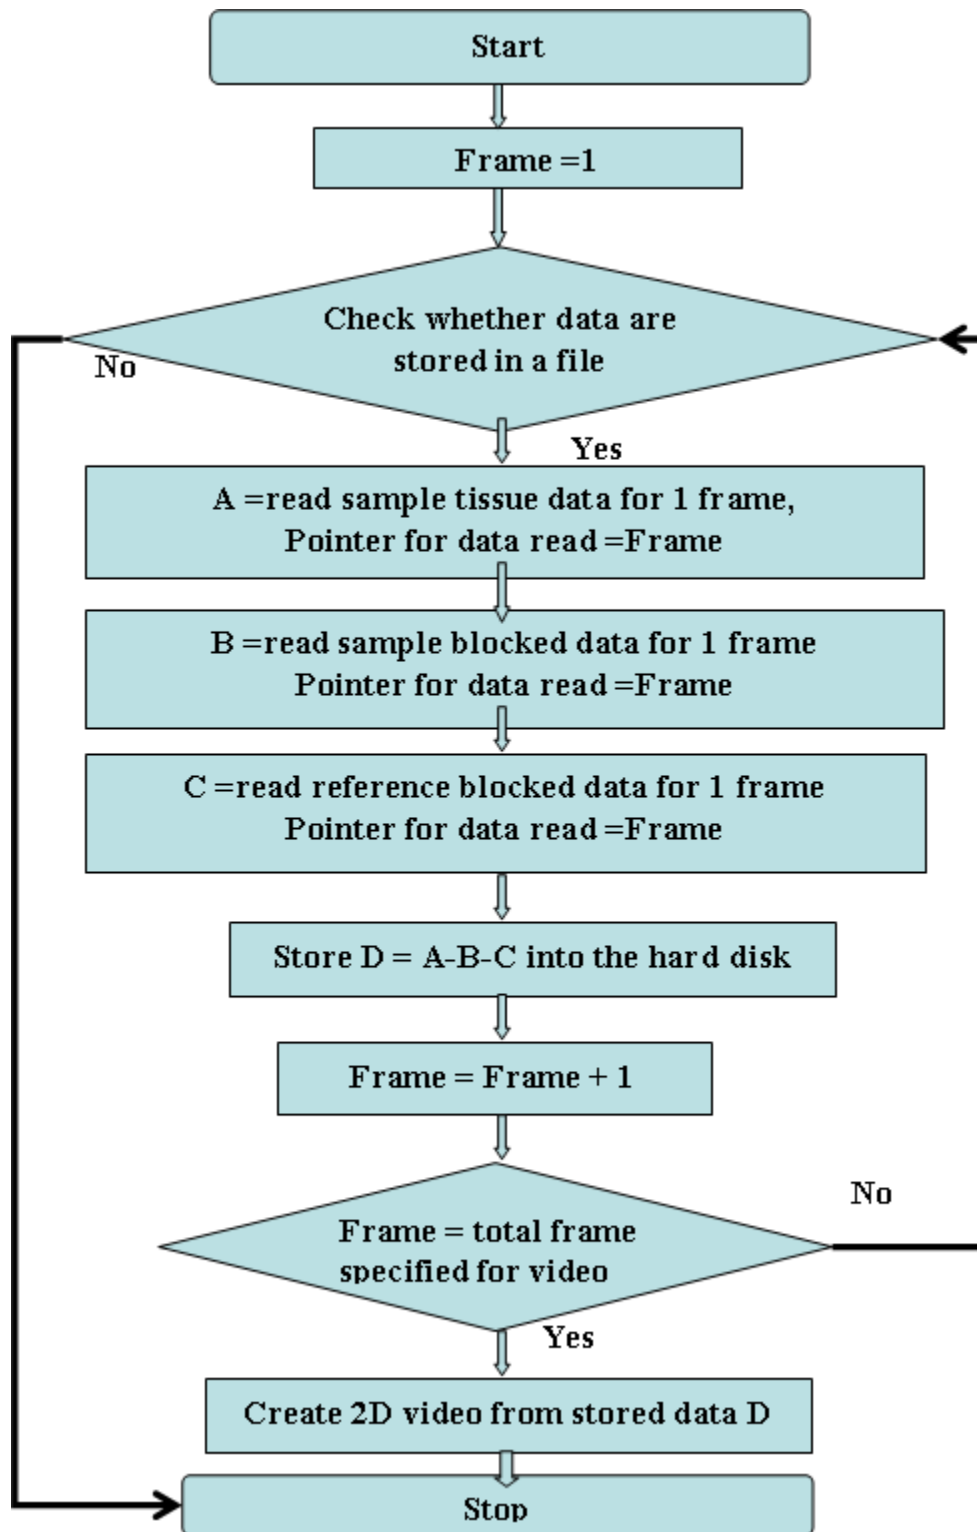 Start
Frame =1
Check whether data are
stored in a file
No
Yes
A =read sample tissue data for 1 frame,
Pointer for data read =Frame
B =read sample blocked data for 1 frame
Pointer for data read =Frame
C =read reference blocked data for 1 frame
Pointer for data read =Frame
Store D = A-B-C into the hard disk
Frame = Frame + 1
No
Frame = total frame
specified for video
Yes
Create 2D video from stored data D
Stop